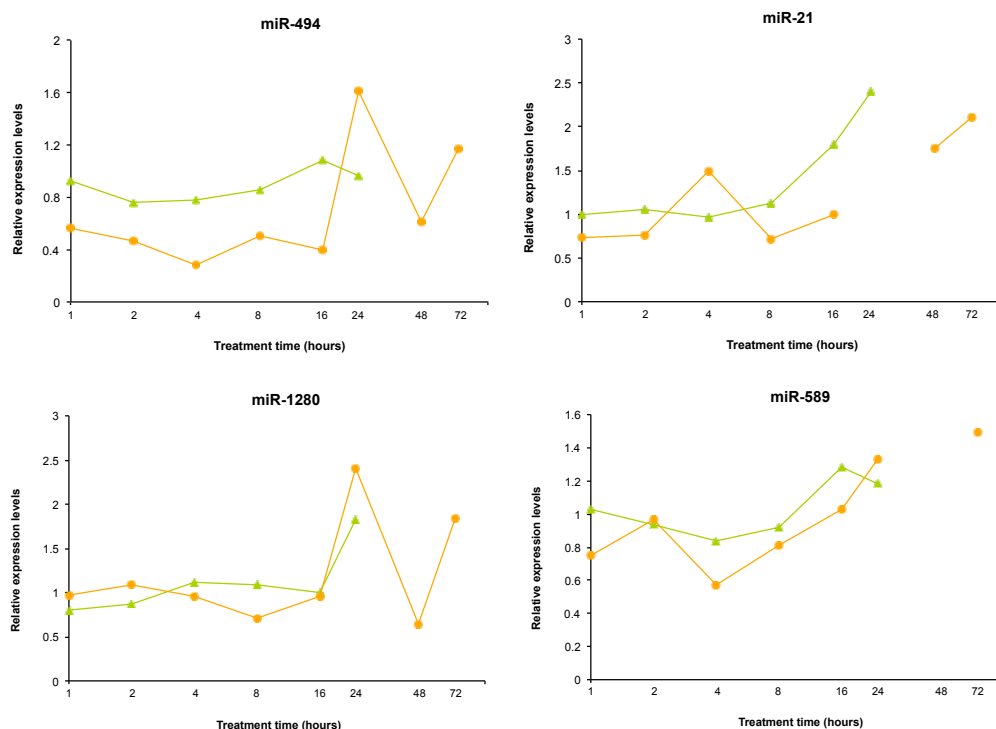 miR-494
Relative expression levels
2
1.6
1.2
0.8
0.4
0
1 2 4 8 16 24 48 72
Treatment time (hours)
miR-21
Relative expression levels
3
2.5
2
1.5
1
0.5
0
1 2 4 8 16 24 48 72
Treatment time (hours)
miR-1280
Relative expression levels
3
2.5
2
1.5
1
0.5
0
1 2 4 8 16 24 48 72
Treatment time (hours)
miR-589
Relative expression levels
1.6
1.4
1.2
1
0.8
0.6
0.4
0.2
0
1 2 4 8 16 24 48 72
Treatment time (hours)